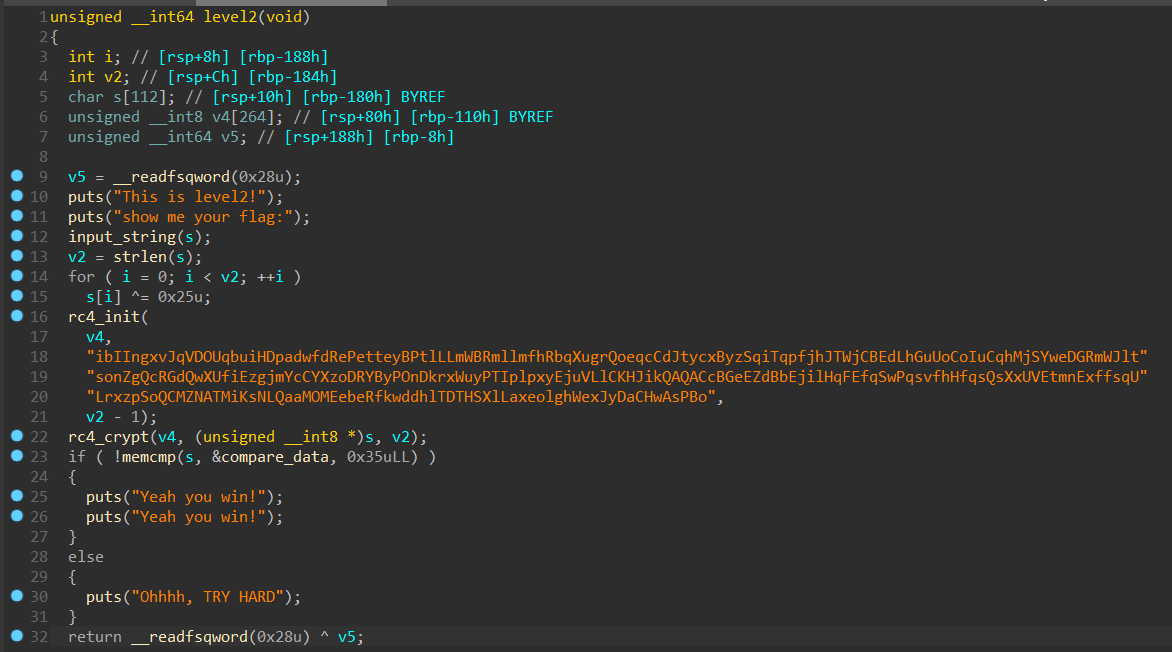 1 unsigned __int64 level2(void)
2 {
3   int i; // [rsp+8h] [rbp-188h]
4   int v2; // [rsp+Ch] [rbp-184h]
5   char s[112]; // [rsp+10h] [rbp-180h] BYREF
6   unsigned __int8 v4[264]; // [rsp+80h] [rbp-110h] BYREF
7   unsigned __int64 v5; // [rsp+188h] [rbp-8h]
8
9   v5 = __readfsqword(0x28u);
10   puts("This is level2!");
11   puts("show me your flag:");
12   input_string(s);
13   v2 = strlen(s);
14   for ( i = 0; i < v2; ++i )
15     s[i] ^= 0x25u;
16   rc4_init(
17     v4,
18     "ibIIngxvJqVDOUqbuiHDpadwfdRePetteyBPtlLLmWBRmllmfhRbqXugrQoeqcCdJtycxByzSqiTqpfjhJTWjCBEdLhGuUoCoIuCqhMjSYweDGRmWJlt"
19     "sonZgQcRGdQwXUfiEzgjmYcCYXzoDRYByPOnDkrxWuyPTIplpxyEjuVLlCKHJikQAQACcBGeEZdBbEjilHqFEfqSwPqsvfhHfqsQsXxUVEtmnExffsqU"
20     "LrxzpSoQCMZNATMiKsNLQaaMOMEebeRfkwddhlTDTHSXlLaxeolghWexJyDaCHwAsPBo",
21     v2 - 1);
22   rc4_crypt(v4, (unsigned __int8 *)s, v2);
23   if ( !memcmp(s, &compare_data, 0x35uLL) )
24   {
25     puts("Yeah you win!");
26     puts("Yeah you win!");
27   }
28   else
29   {
30     puts("Ohhhh, TRY HARD");
31   }
32   return __readfsqword(0x28u) ^ v5;